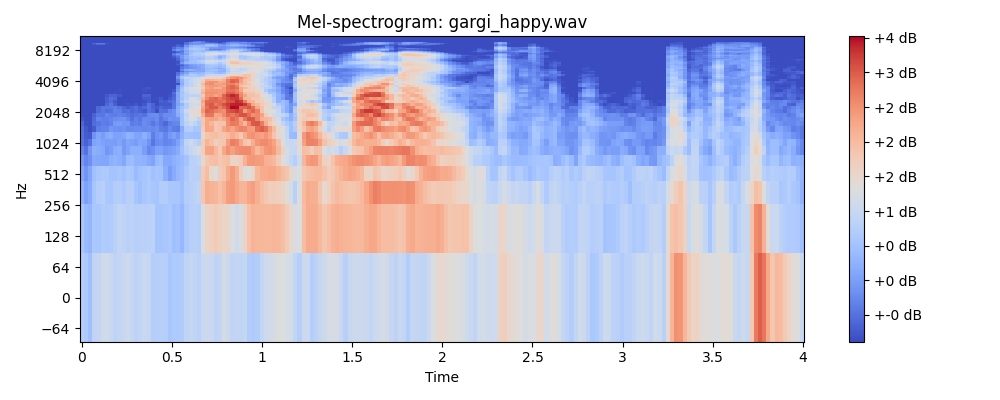 Mel-spectrogram: gargi_happy.wav
Hz
8192
4096
2048
1024
512
256
128
64
0
−64
0
0.5
1
1.5
2
2.5
3
3.5
4
Time
+4 dB
+3 dB
+2 dB
+2 dB
+2 dB
+1 dB
+0 dB
+0 dB
+-0 dB